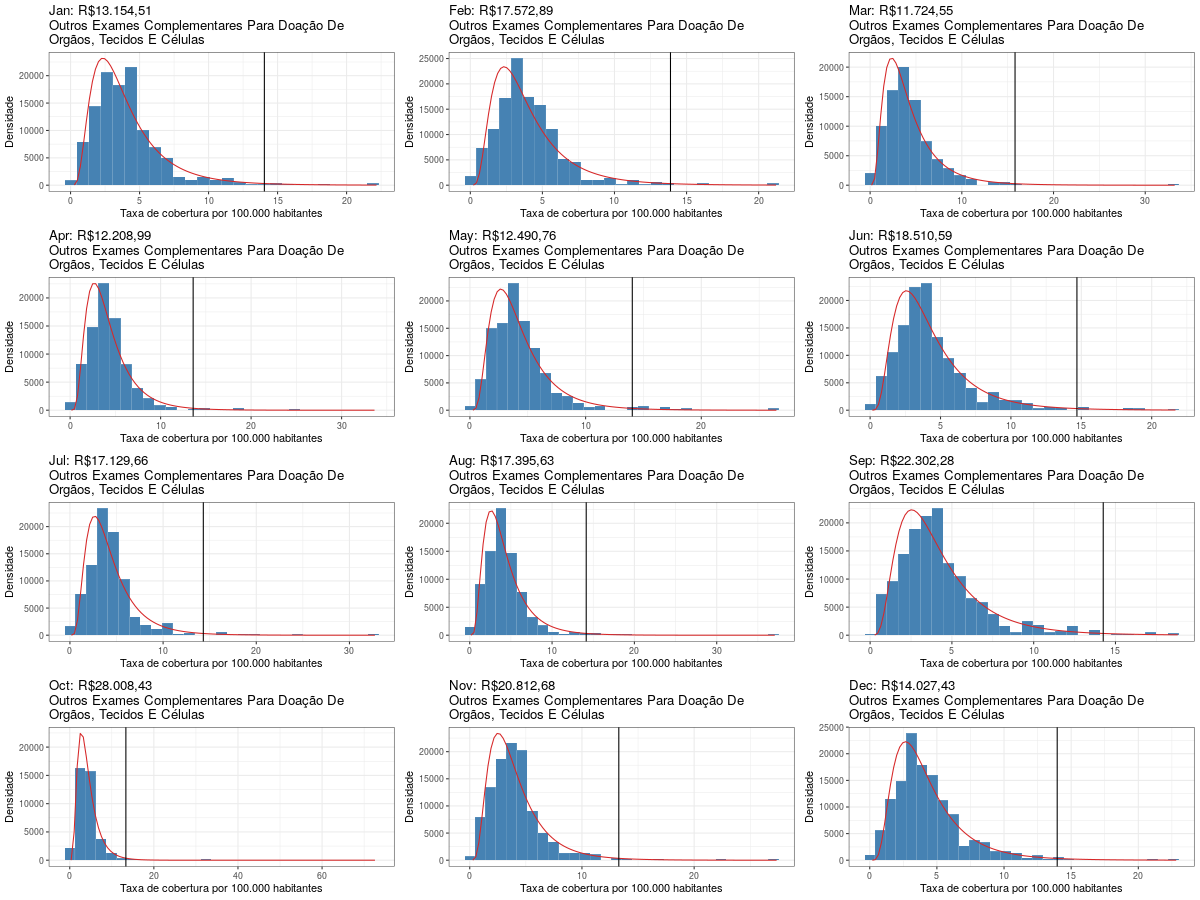 Jan: R$13.154,51
Outros Exames Complementares Para Doação De
Orgãos, Tecidos E Células
Densidade
20000
15000
10000
5000
0
0 5 10 15 20
Taxa de cobertura por 100.000 habitantes
Feb: R$17.572,89
Outros Exames Complementares Para Doação De
Orgãos, Tecidos E Células
Densidade
25000
20000
15000
10000
5000
0
0 5 10 15 20
Taxa de cobertura por 100.000 habitantes
Mar: R$11.724,55
Outros Exames Complementares Para Doação De
Orgãos, Tecidos E Células
Densidade
20000
15000
10000
5000
0
0 10 20 30
Taxa de cobertura por 100.000 habitantes
Apr: R$12.208,99
Outros Exames Complementares Para Doação De
Orgãos, Tecidos E Células
Densidade
20000
15000
10000
5000
0
0 10 20 30
Taxa de cobertura por 100.000 habitantes
May: R$12.490,76
Outros Exames Complementares Para Doação De
Orgãos, Tecidos E Células
Densidade
20000
15000
10000
5000
0
0 10 20
Taxa de cobertura por 100.000 habitantes
Jun: R$18.510,59
Outros Exames Complementares Para Doação De
Orgãos, Tecidos E Células
Densidade
20000
15000
10000
5000
0
0 5 10 15 20
Taxa de cobertura por 100.000 habitantes
Jul: R$17.129,66
Outros Exames Complementares Para Doação De
Orgãos, Tecidos E Células
Densidade
20000
15000
10000
5000
0
0 10 20 30
Taxa de cobertura por 100.000 habitantes
Aug: R$17.395,63
Outros Exames Complementares Para Doação De
Orgãos, Tecidos E Células
Densidade
20000
15000
10000
5000
0
0 10 20 30
Taxa de cobertura por 100.000 habitantes
Sep: R$22.302,28
Outros Exames Complementares Para Doação De
Orgãos, Tecidos E Células
Densidade
20000
15000
10000
5000
0
0 5 10 15
Taxa de cobertura por 100.000 habitantes
Oct: R$28.008,43
Outros Exames Complementares Para Doação De
Orgãos, Tecidos E Células
Densidade
20000
15000
10000
5000
0
0 20 40 60
Taxa de cobertura por 100.000 habitantes
Nov: R$20.812,68
Outros Exames Complementares Para Doação De
Orgãos, Tecidos E Células
Densidade
20000
15000
10000
5000
0
0 10 20
Taxa de cobertura por 100.000 habitantes
Dec: R$14.027,43
Outros Exames Complementares Para Doação De
Orgãos, Tecidos E Células
Densidade
25000
20000
15000
10000
5000
0
0 5 10 15 20
Taxa de cobertura por 100.000 habitantes